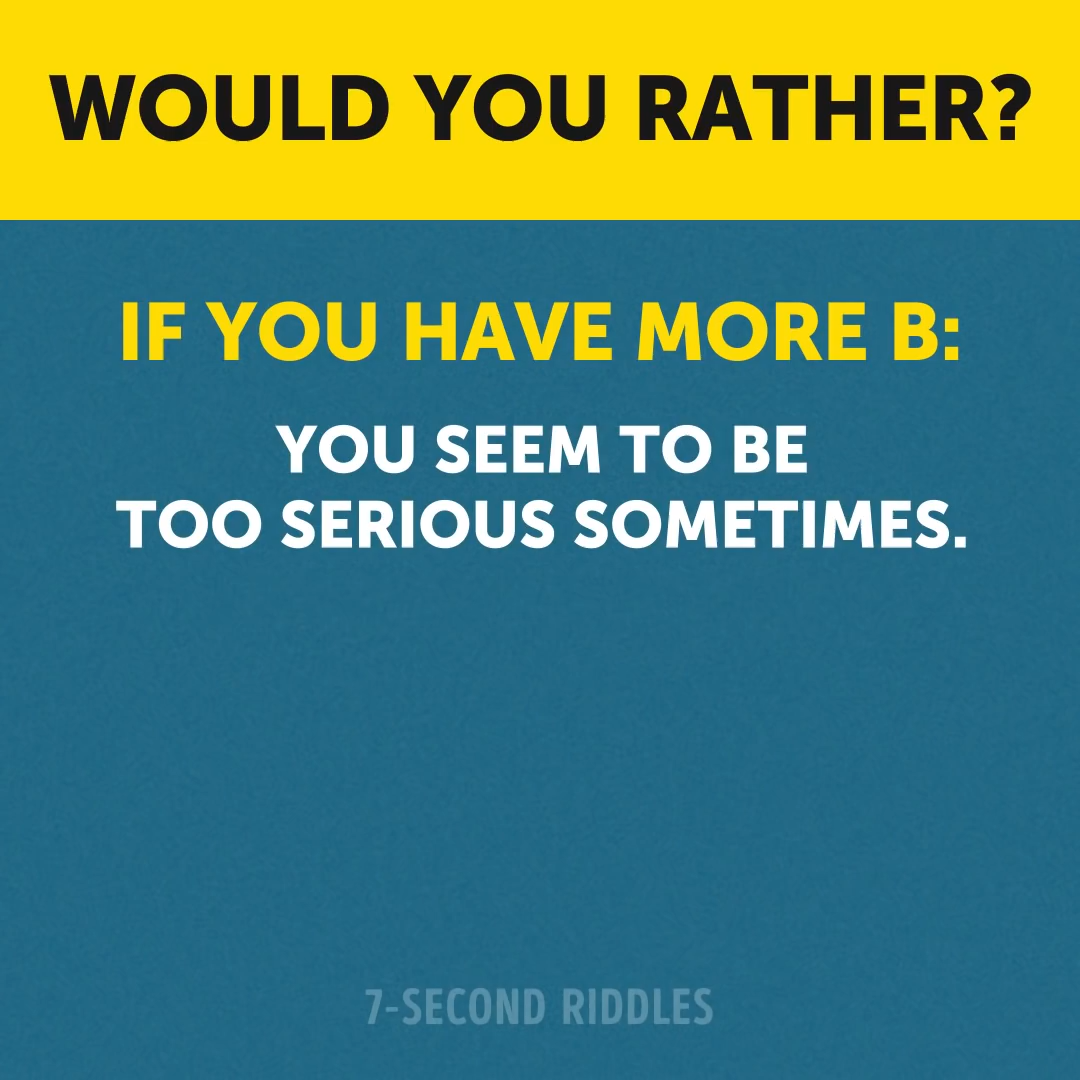 WOULD YOU RATHER?
IF YOU HAVE MORE B:
YOU SEEM TO BE
TOO SERIOUS SOMETIMES.
7-SECOND RIDDLES